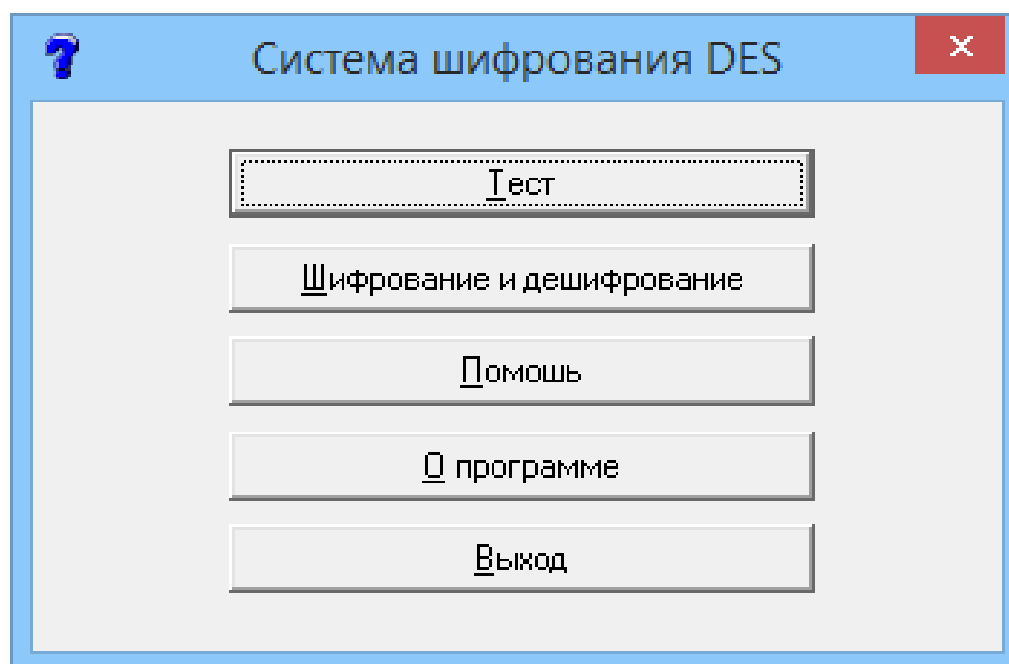 Система шифрования DES
Тест
Шифрование и дешифрование
Помошь
О программе
Выход